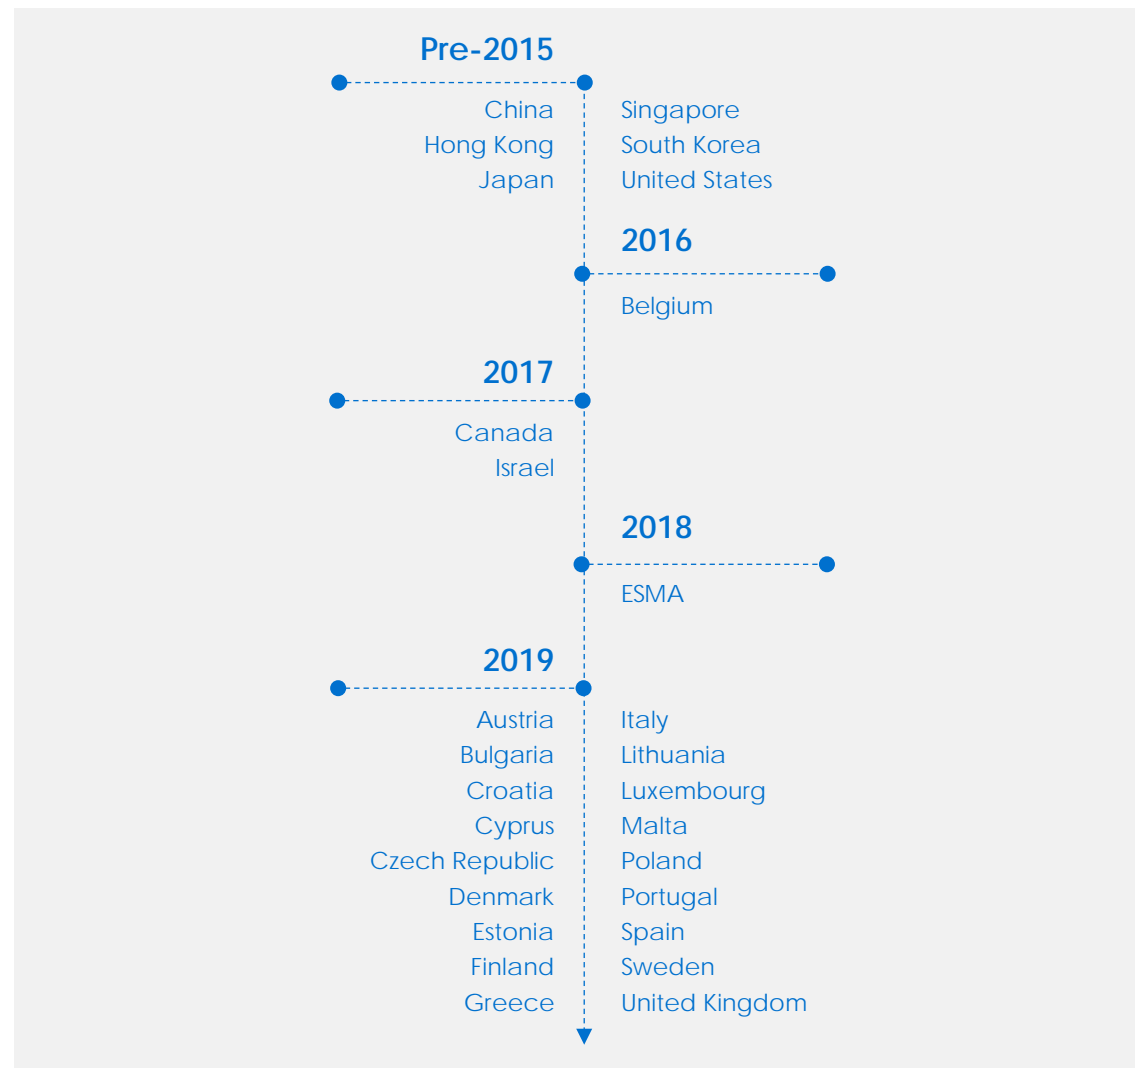 Pre-2015
China
Hong Kong
Japan
Singapore
South Korea
United States
2016
Belgium
2017
Canada
Israel
2018
ESMA
2019
Austria
Bulgaria
Croatia
Cyprus
Czech Republic
Denmark
Estonia
Finland
Greece
Italy
Lithuania
Luxembourg
Malta
Poland
Portugal
Spain
Sweden
United Kingdom